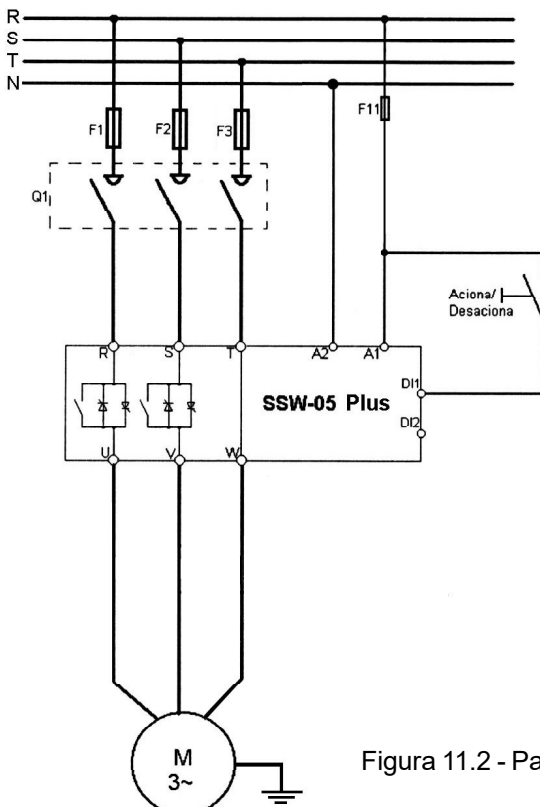 R
S
T
N
F1
F2
F3
F11
Q1
Aciona/
Desaciona
R
S
T
A2
A1
DI1
SSW-05 Plus
DI2
U
V
W
M
3~
Figura 11.2 - Pa